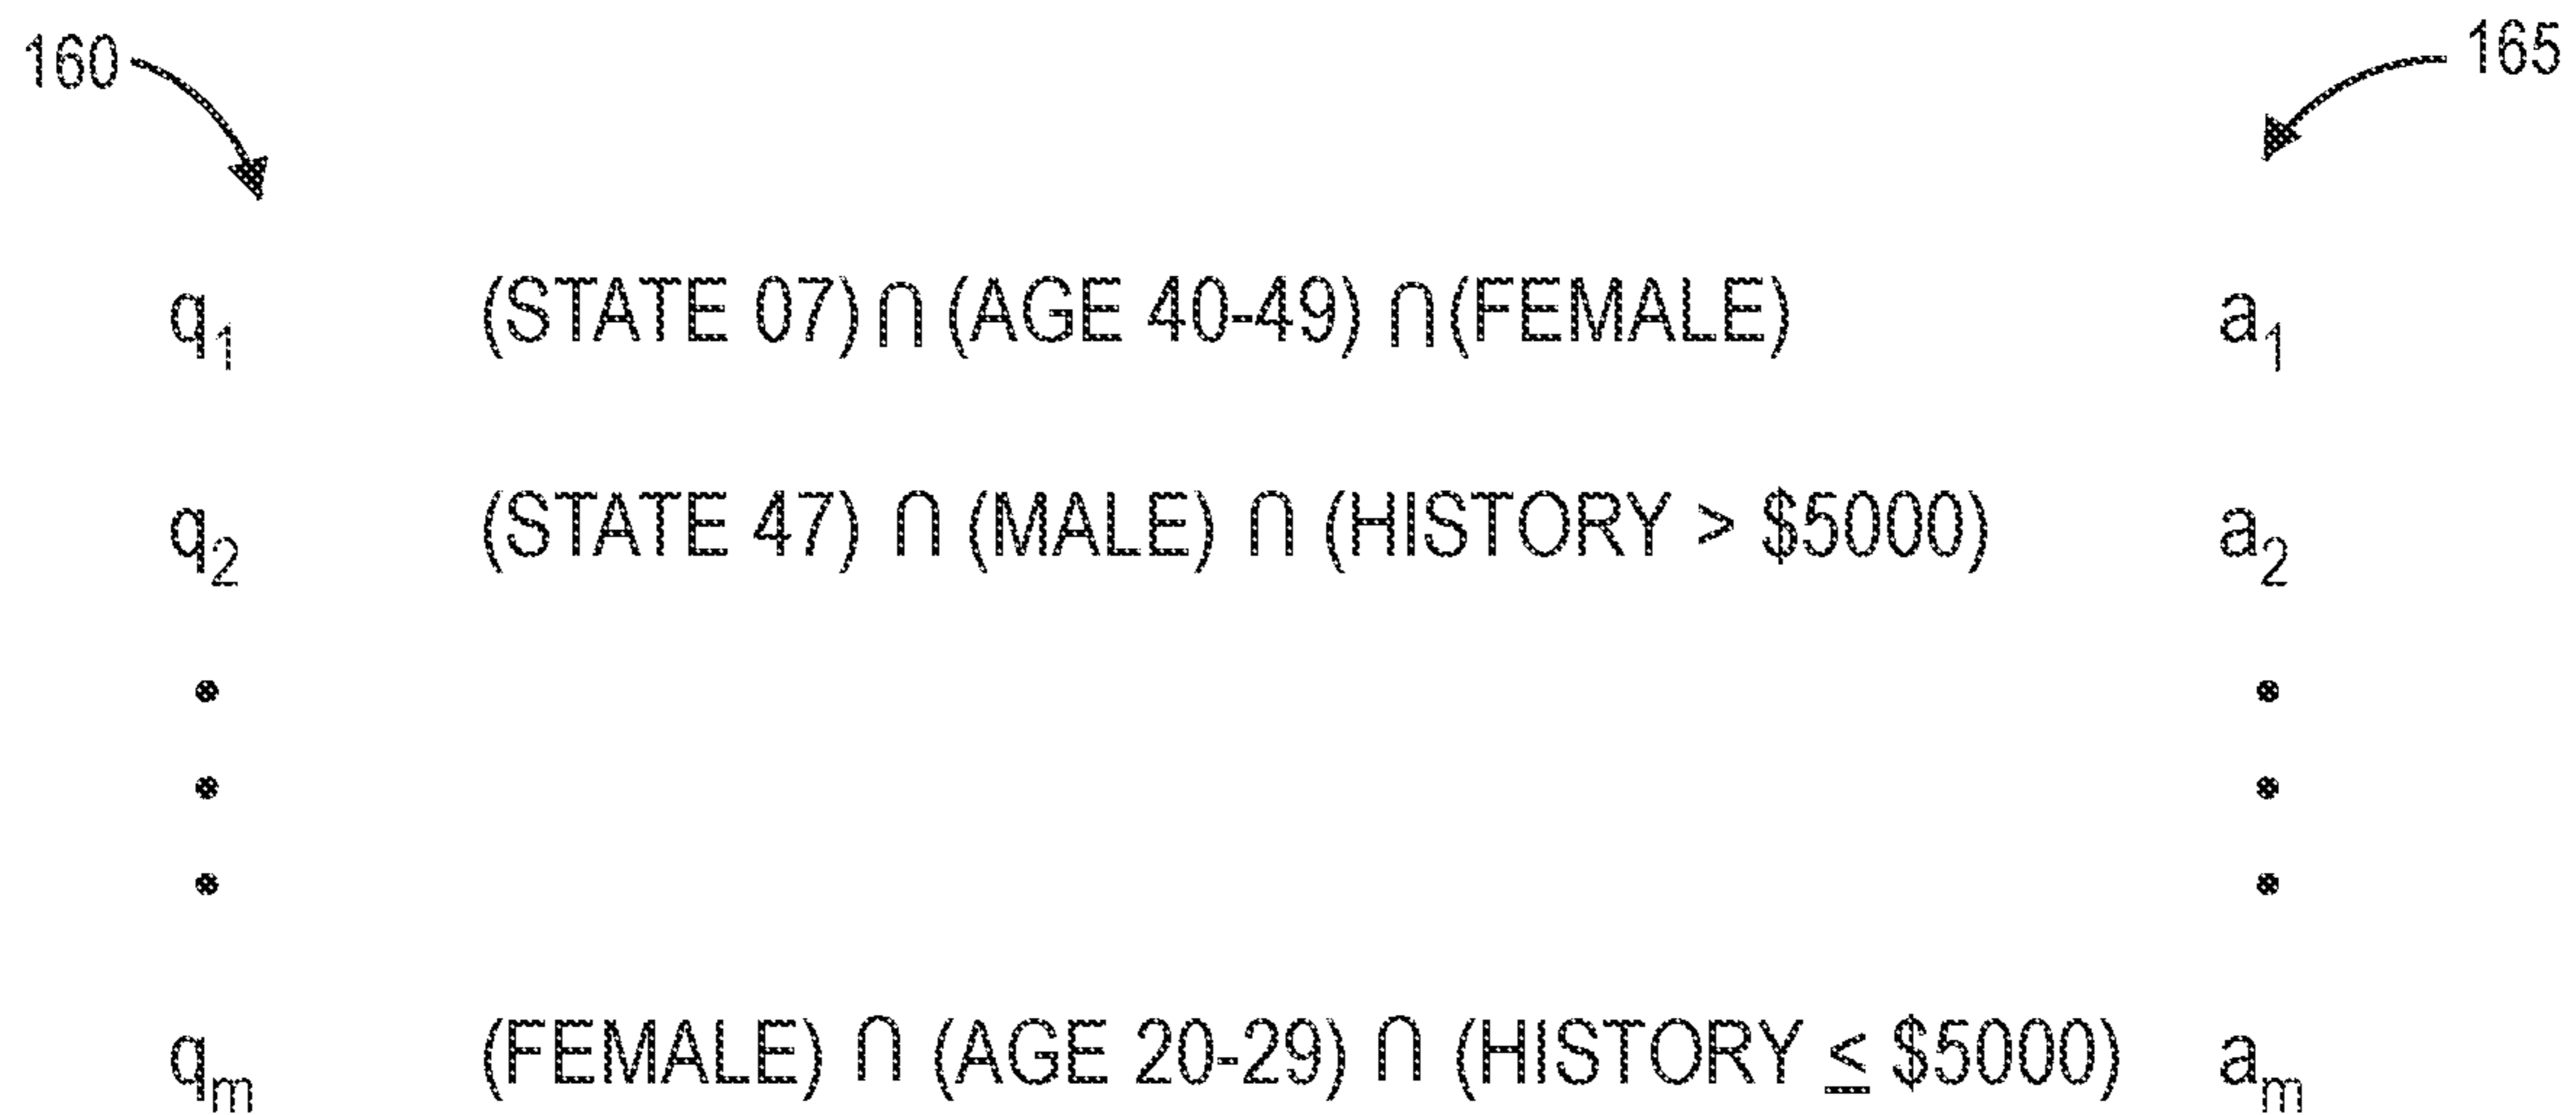 160 165
q₁ (STATE 07) ∩ (AGE 40-49) ∩ (FEMALE) a₁
q₂ (STATE 47) ∩ (MALE) ∩ (HISTORY > $5000) a₂
qₘ (FEMALE) ∩ (AGE 20-29) ∩ (HISTORY ≤ $5000) aₘ